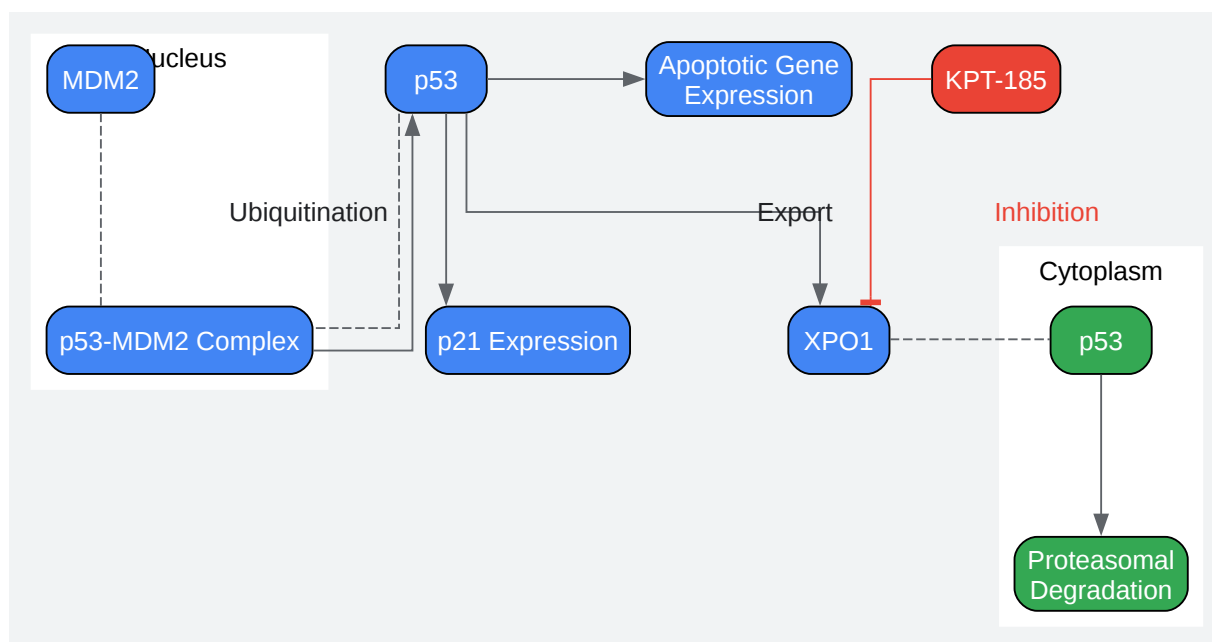 Nucleus
MDM2
p53
Apoptotic Gene
Expression
KPT-185
Ubiquitination
Export
Inhibition
Cytoplasm
p53-MDM2 Complex
p21 Expression
XPO1
p53
Proteasomal
Degradation